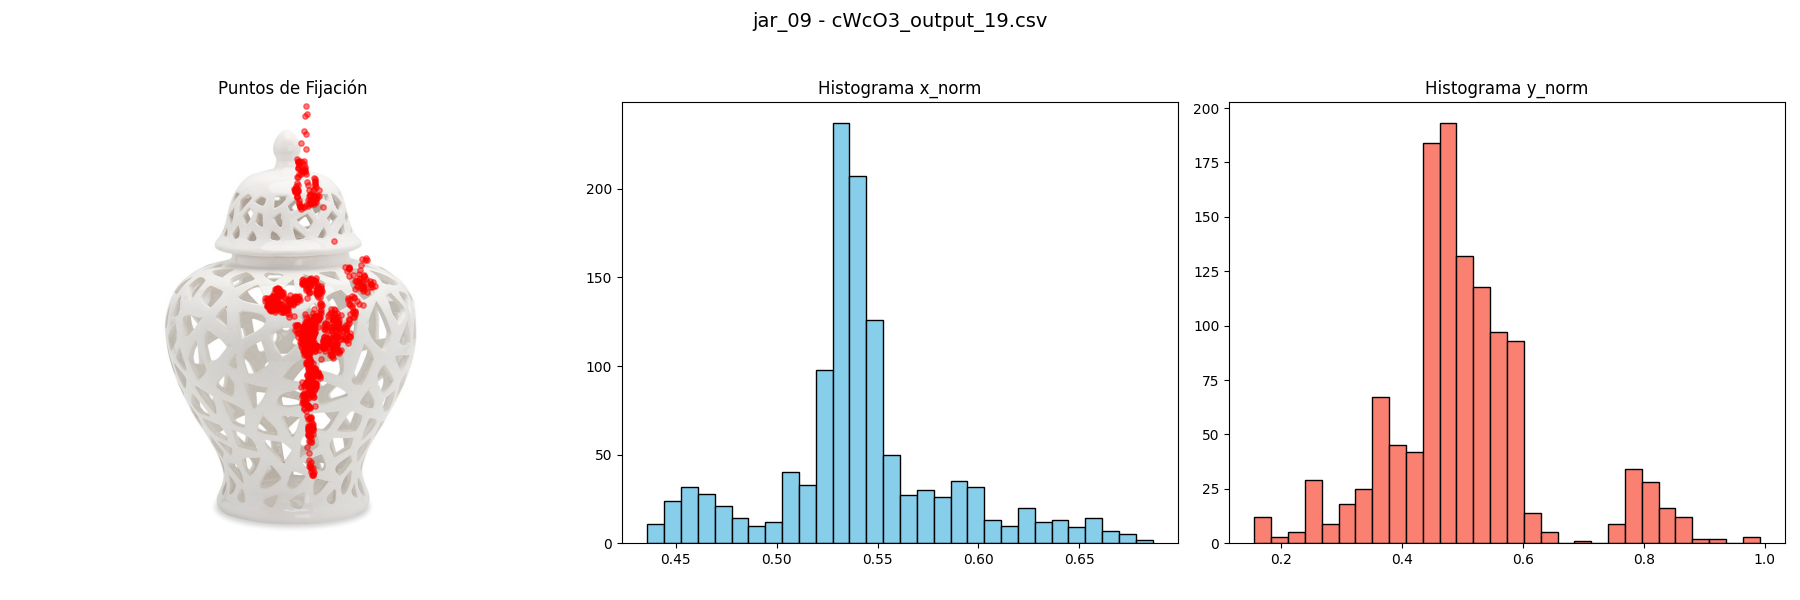 jar_09 - cWcO3_output_19.csv
Puntos de Fijación
Histograma x_norm
200
150
100
50
0
0.45 0.50 0.55 0.60 0.65
Histograma y_norm
200
175
150
125
100
75
50
25
0
0.2 0.4 0.6 0.8 1.0